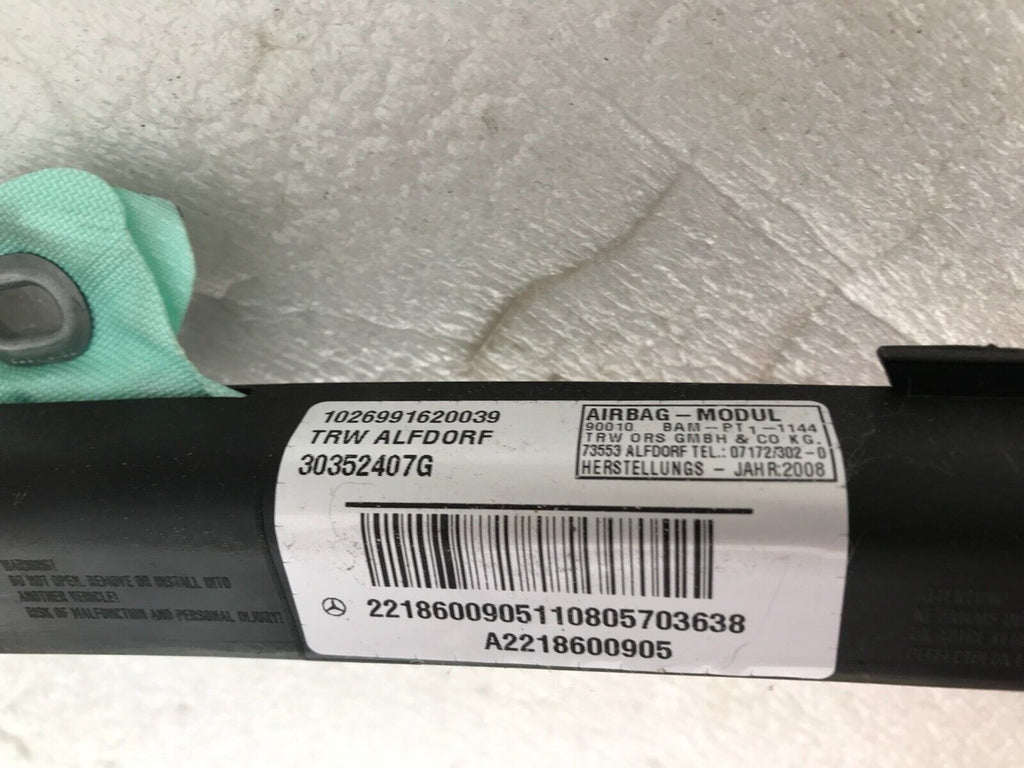 1026991620039
TRW ALFDORF
30352407G
AIRBAG – MODUL
90010 BAM – PT1 – 1144
TRW ORS GMBH & CO KG.
73553 ALFDORF TEL.: 07172/302 – 0
HERSTELLUNGS – JAHR:2008
2218600905110805703638
A2218600905
WARNING!
DO NOT OPEN, REMOVE OR INSTALL INTO
ANOTHER VEHICLE!
RISK OF MALFUNCTION AND PERSONAL INJURY!